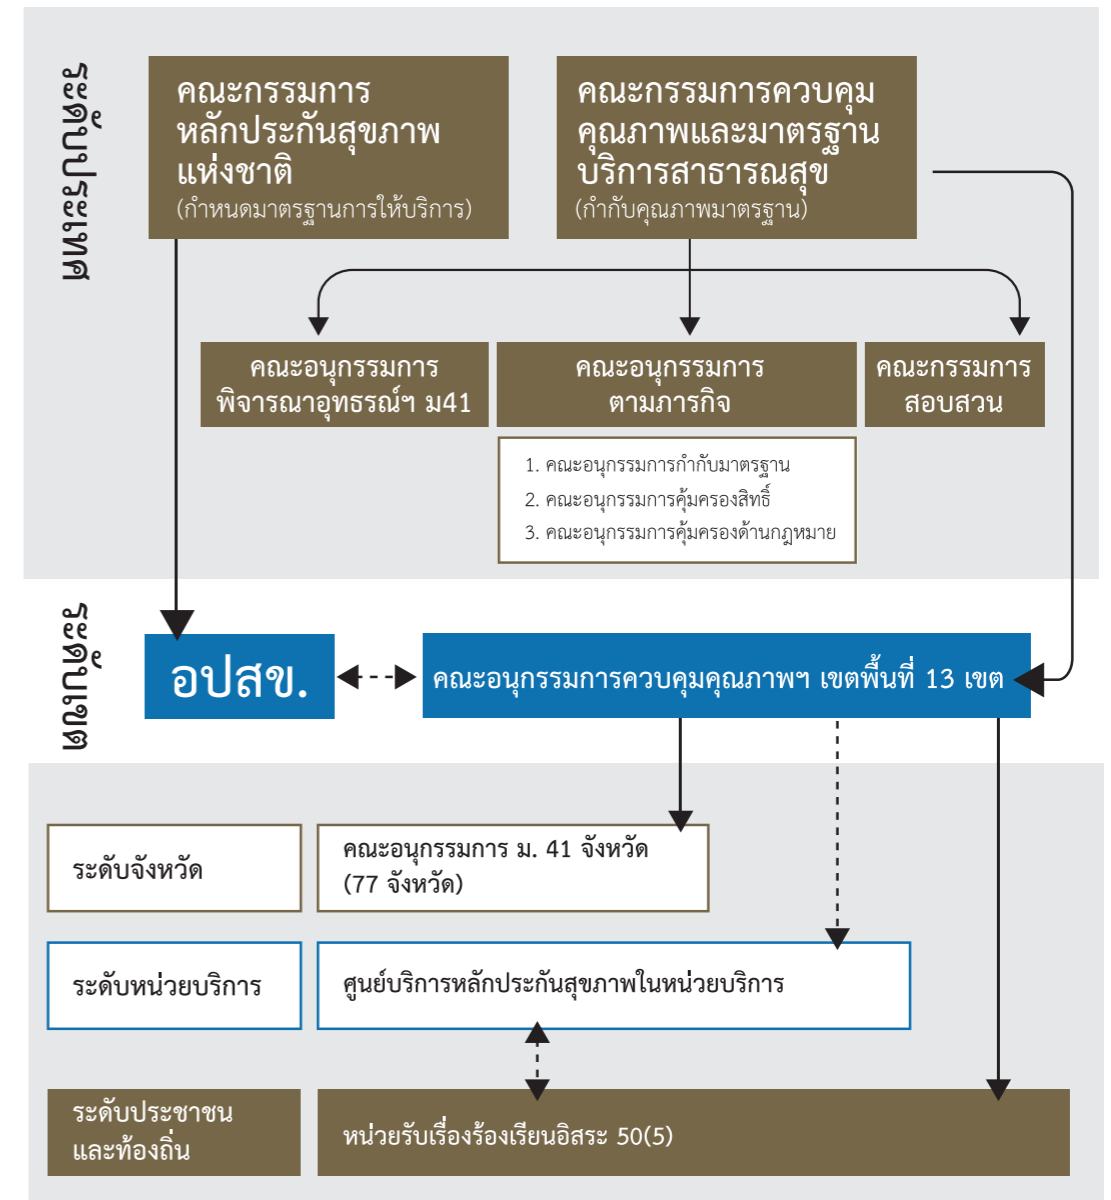 ระดับประเทศ
คณะกรรมการ
หลักประกันสุขภาพ
แห่งชาติ
(กำหนดมาตรฐานการให้บริการ)
คณะกรรมการควบคุม
คุณภาพและมาตรฐาน
บริการสาธารณสุข
(กำกับคุณภาพมาตรฐาน)
คณะอนุกรรมการ
พิจารณาอุทธรณ์ฯ ม41
คณะอนุกรรมการ
ตามภารกิจ
คณะกรรมการ
สอบสวน
1. คณะอนุกรรมการกำกับมาตรฐาน
2. คณะอนุกรรมการคุ้มครองสิทธิ์
3. คณะอนุกรรมการคุ้มครองด้านกฎหมาย
ระดับเขต
อปสข.
คณะอนุกรรมการควบคุมคุณภาพฯ เขตพื้นที่ 13 เขต
ระดับจังหวัด
คณะอนุกรรมการ ม. 41 จังหวัด
(77 จังหวัด)
ระดับหน่วยบริการ
ศูนย์บริการหลักประกันสุขภาพในหน่วยบริการ
ระดับประชาชน
และท้องถิ่น
หน่วยรับเรื่องร้องเรียนอิสระ 50(5)